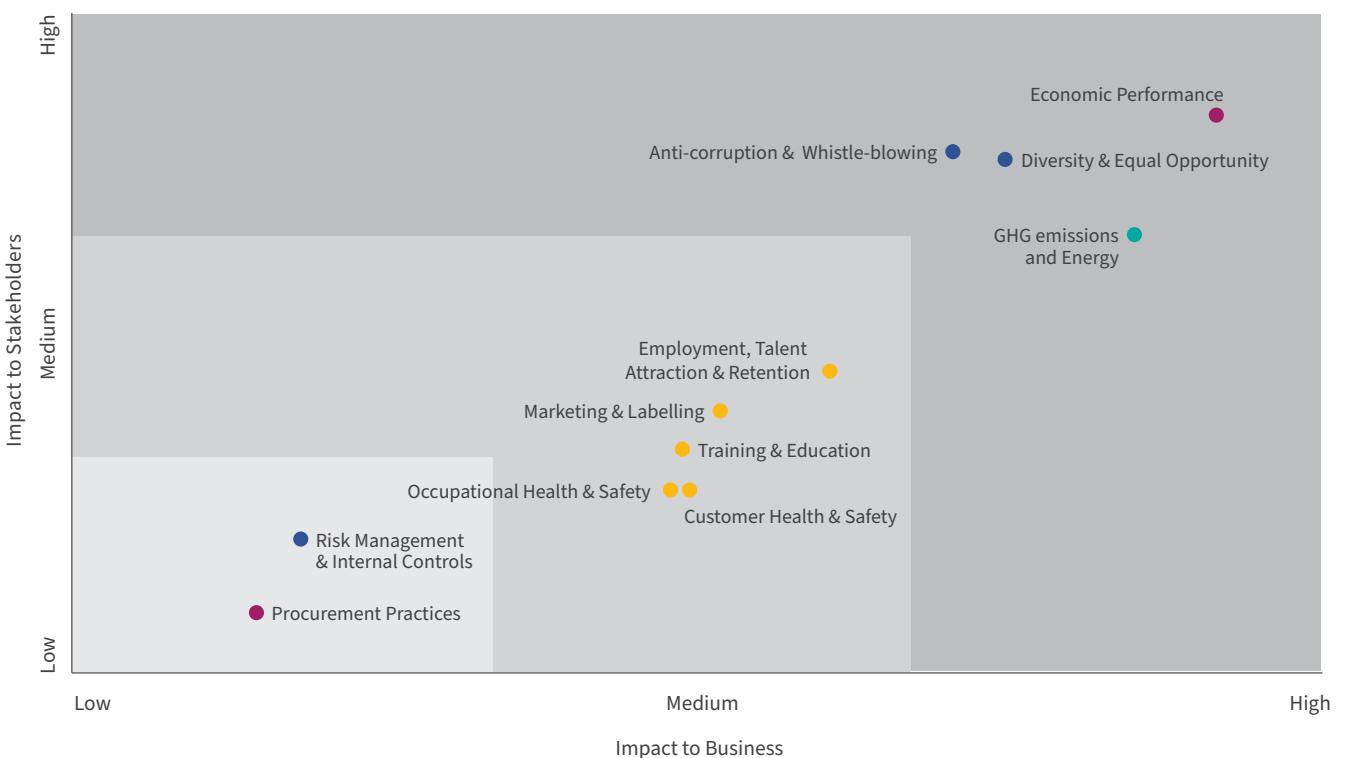 High
Economic Performance
Anti-corruption & Whistle-blowing
Diversity & Equal Opportunity
GHG emissions
and Energy
Impact to Stakeholders
Medium
Employment, Talent
Attraction & Retention
Marketing & Labelling
Training & Education
Occupational Health & Safety
Customer Health & Safety
Risk Management
& Internal Controls
Procurement Practices
Low
Low
Medium
High
Impact to Business